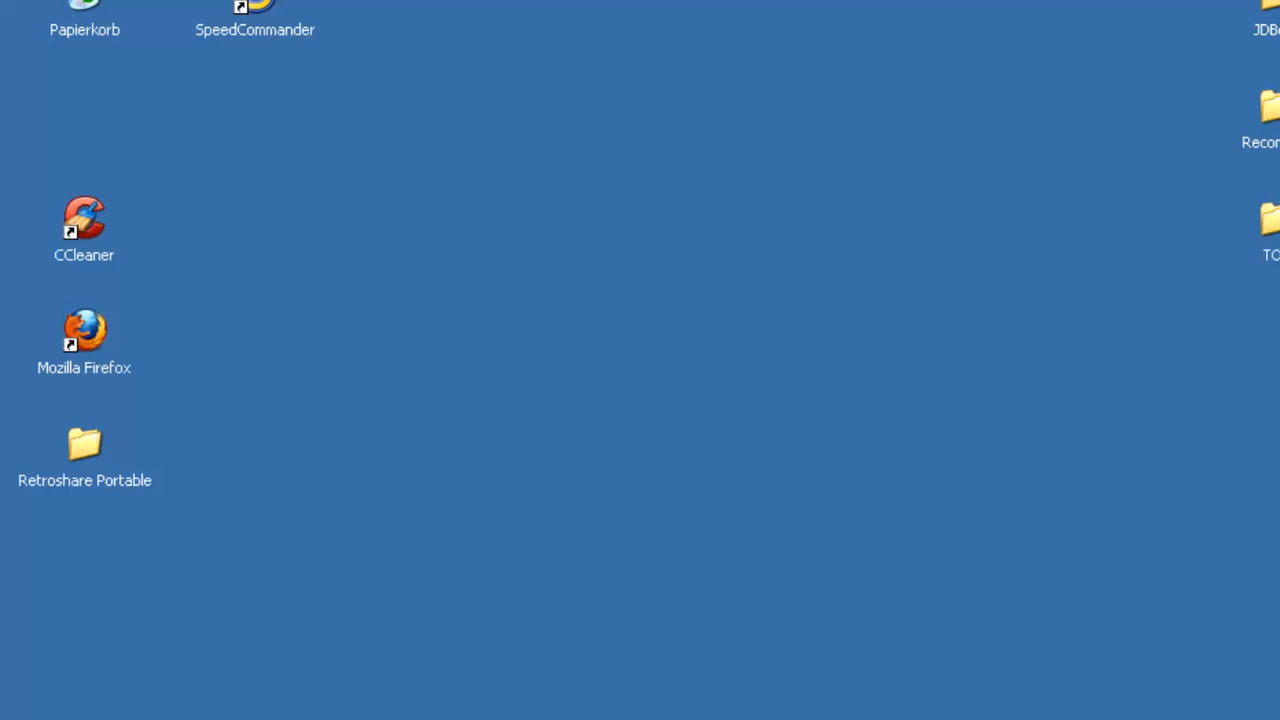 Papierkorb
SpeedCommander
CCleaner
Mozilla Firefox
Retroshare Portable